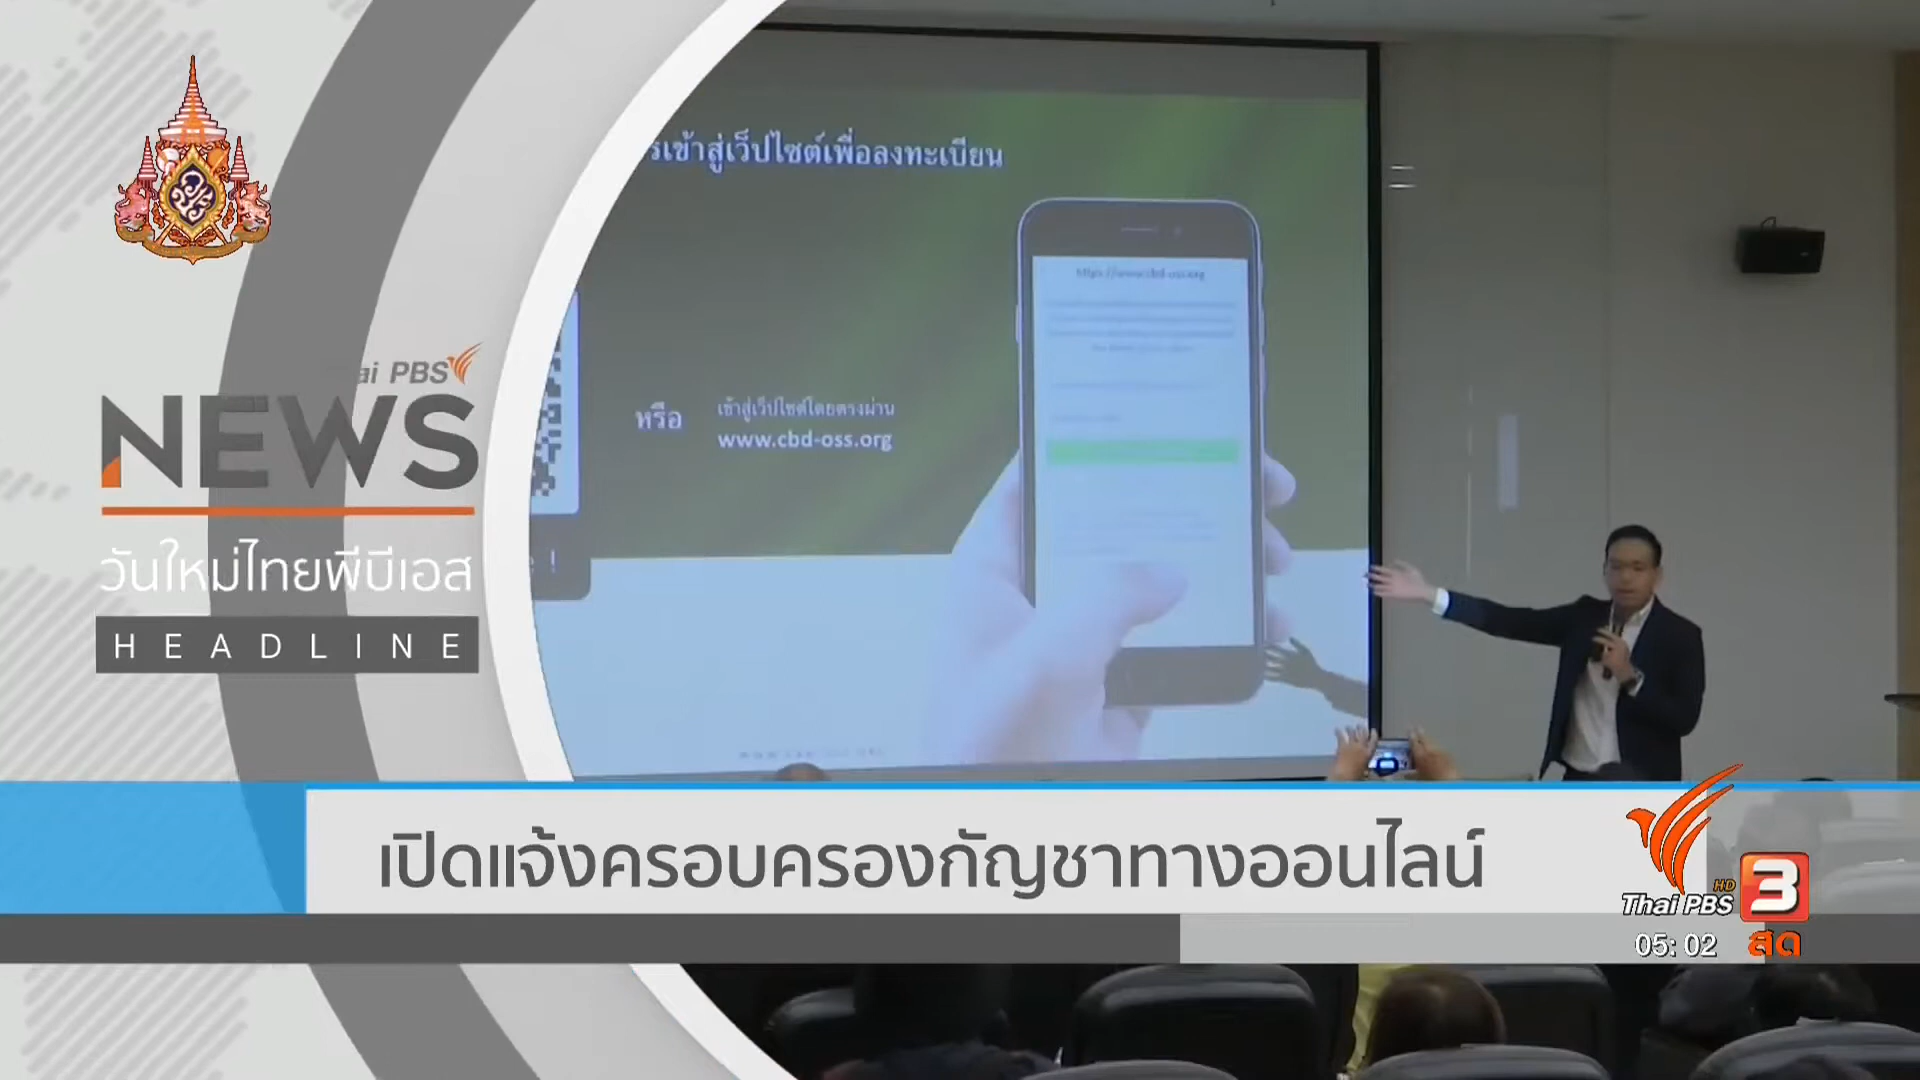 Thai PBS
NEWS
วันใหม่ไทยพีบีเอส
HEADLINE
รเข้าสู่เว็ปไซต์เพื่อลงทะเบียน
https://www.cbd-oss.org
หรือ
เข้าสู่เว็ปไซต์โดยตรงผ่าน
www.cbd-oss.org
เปิดแจ้งครอบครองกัญชาทางออนไลน์
HD
Thai PBS
3
05:02
สด